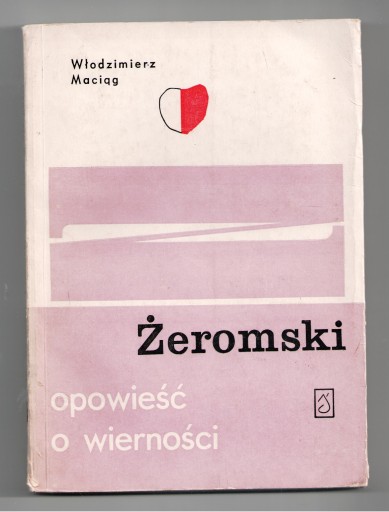 Włodzimierz
Maciąg
Żeromski
opowieść
o wierności